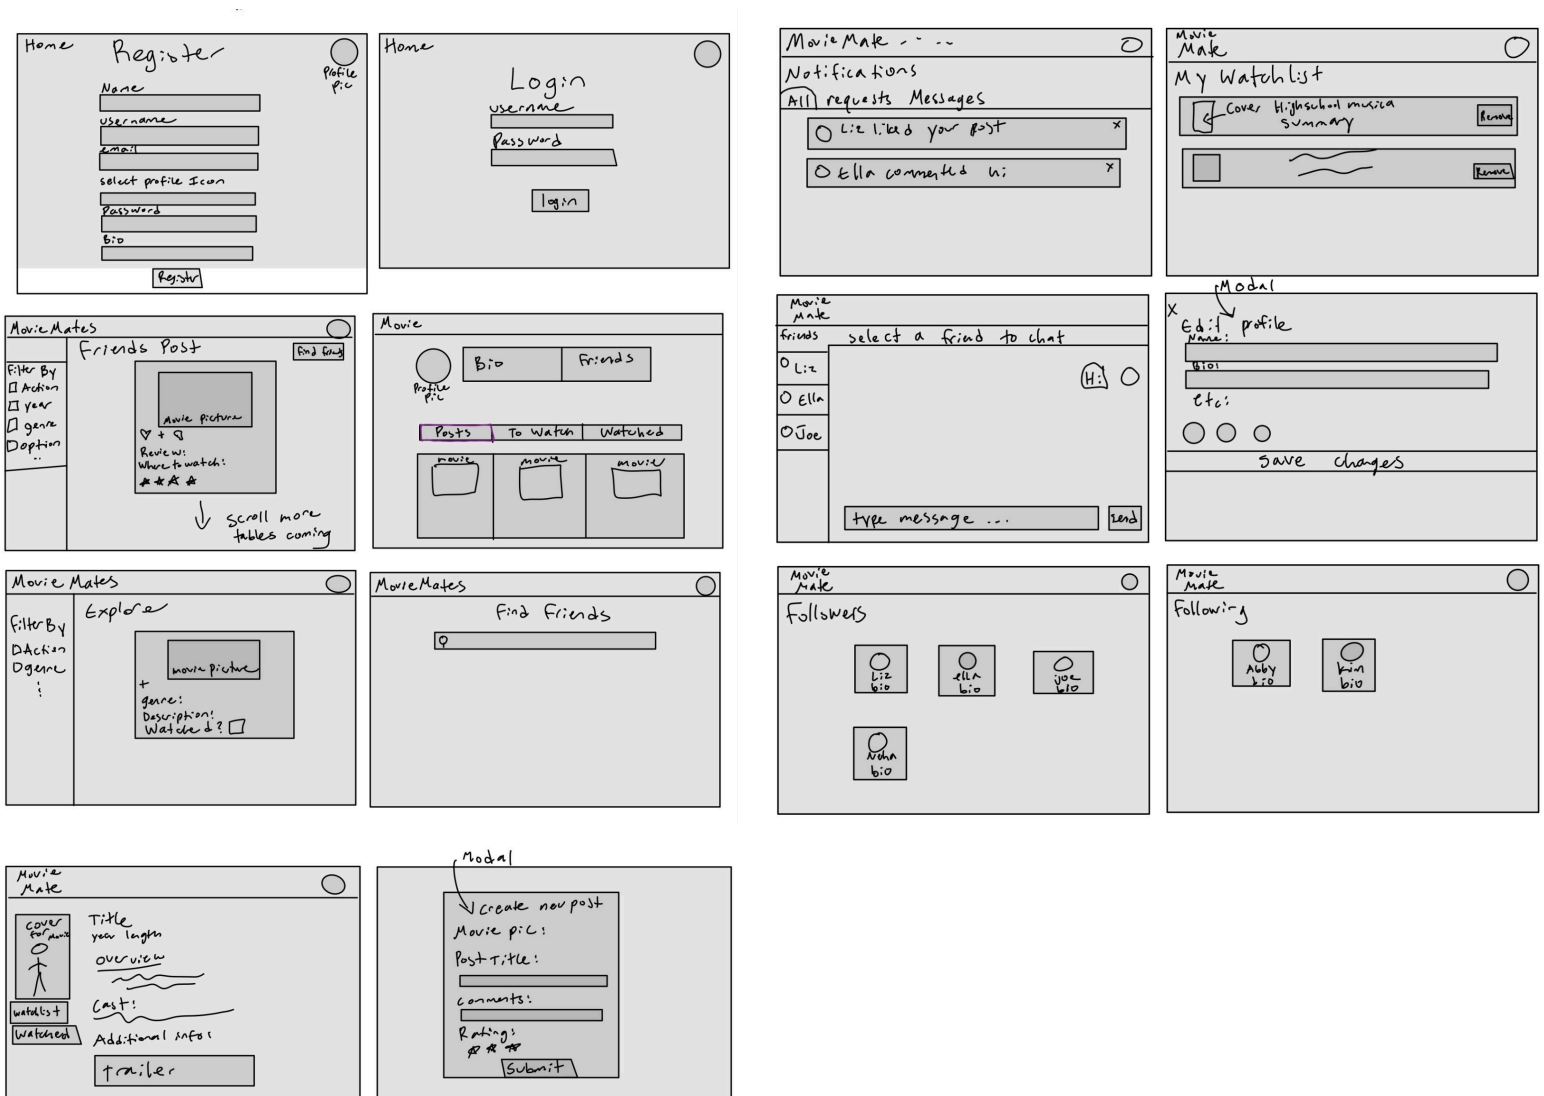 Home
Register
Profile
Pic
Name
username
email
select profile Icon
Password
Bio
Register
Home
Login
username
Password
login
MovieMates
Friends Post
find friends
Filter By
Action
year
genre
option
Movie picture
+
Review:
Where to watch:
scroll more
tables coming
Movie
Profile
Pic
Bio
Friends
Posts
To Watch
Watched
movie
movie
movie
Movie Mates
Explore
Filter By
Action
genre
movie picture
+
genre:
Description:
Watched?
MovieMates
Find Friends
Movie
Mate
cover
for movie
watchlist
Watched
Title
year length
overview
Cast:
Additional info:
trailer
Modal
Create new post
Movie pic:
Post Title:
comments:
Rating:
Submit
MovieMate - - - -
Notifications
All requests Messages
Liz liked your post x
Ella commented hi x
Movie
Mate
My Watchlist
Cover Highschool musica
summary
Remove
Remove
Movie
Mate
friends
select a friend to chat
Liz
Ella
Joe
Hi
type message ...
send
Modal
X
Edit profile
Name:
Bio:
etc:
save changes
Movie
Mate
Followers
Liz
bio
ella
bio
joe
bio
Noha
bio
Movie
Mate
Following
Abby
bio
kim
bio